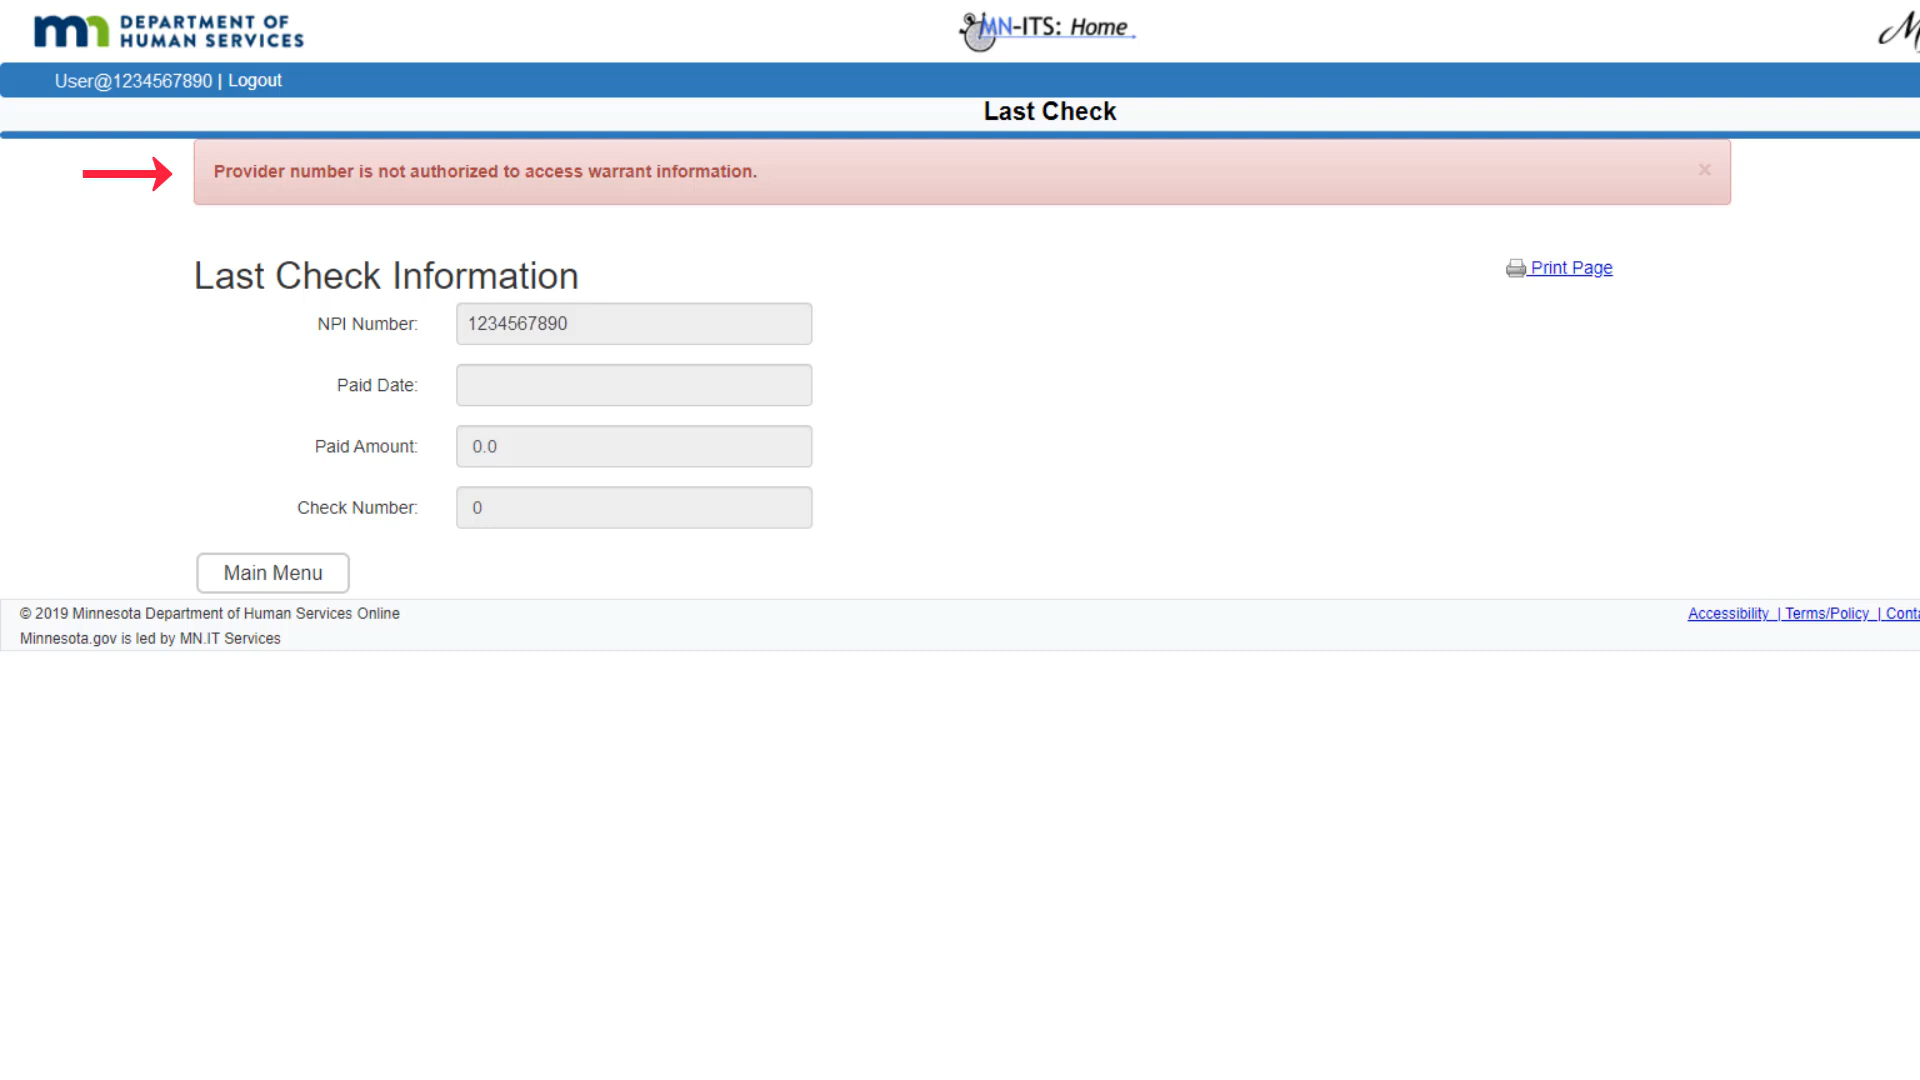 DEPARTMENT OF
HUMAN SERVICES
MN-ITS: Home
User@1234567890 | Logout
Last Check
Provider number is not authorized to access warrant information.
×
Last Check Information
Print Page
NPI Number: 1234567890
Paid Date:
Paid Amount: 0.0
Check Number: 0
Main Menu
© 2019 Minnesota Department of Human Services Online
Accessibility | Terms/Policy |
Minnesota.gov is led by MN.IT Services